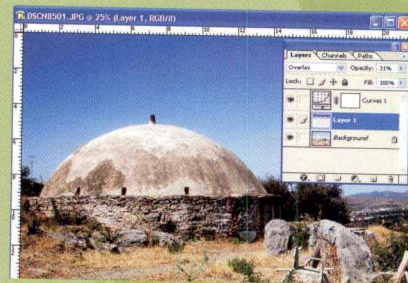 DSCN8501.JPG @ 25% (Layer 1, RGB/8)
Layers Channels Paths
Overlay Opacity: 31%
Lock: Fill: 100%
Curves 1
Layer 1
Background